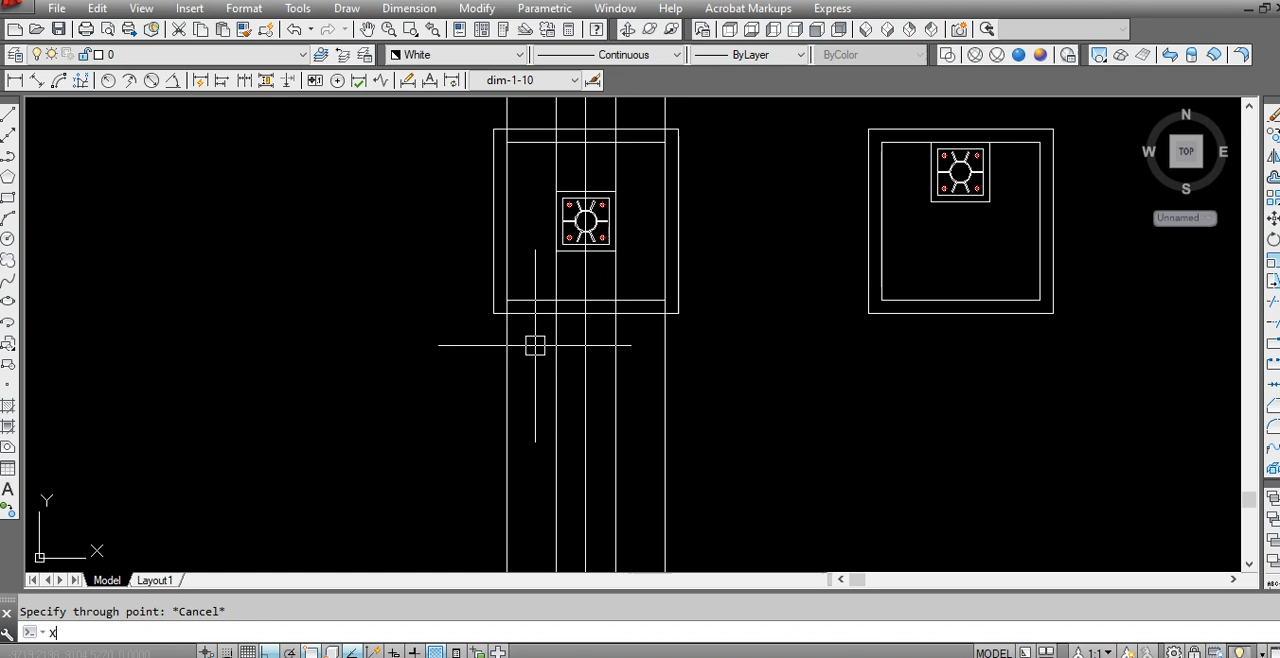 File Edit View Insert Format Tools Draw Dimension Modify Parametric Window Help Acrobat Markups Express
0 White Continuous ByLayer ByColor
dim-1-10
N
W TOP E
S
Unnamed
Y
X
Model Layout1
Specify through point: *Cancel*
X
MODEL 1:1